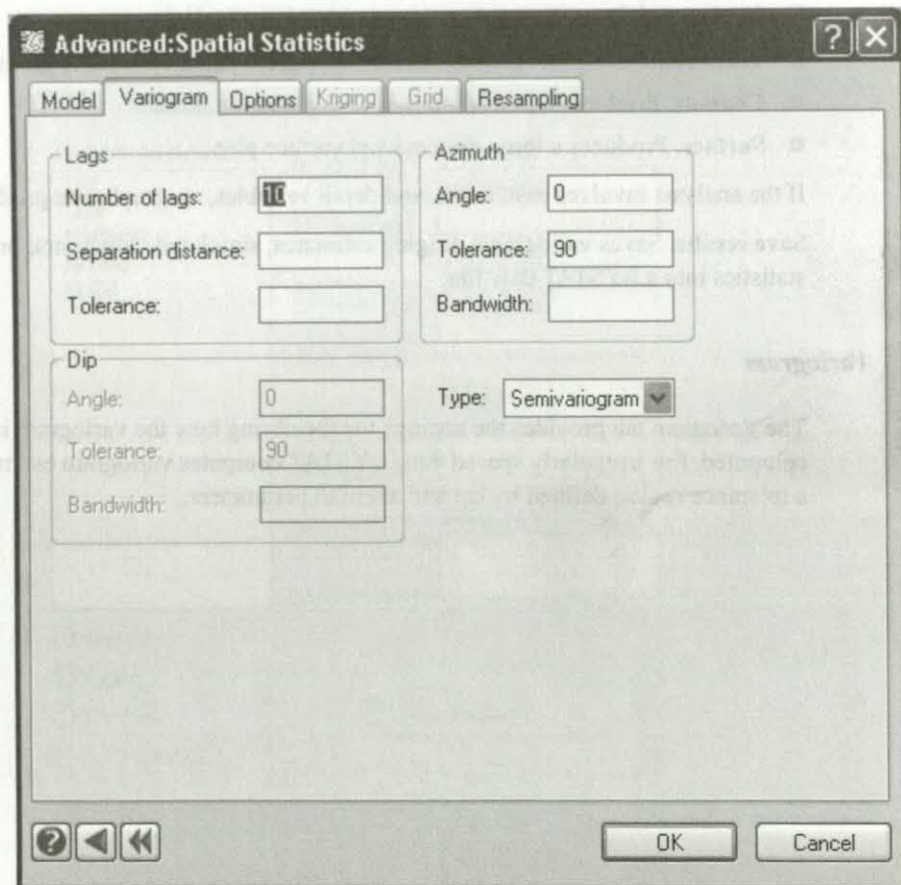 Advanced:Spatial Statistics
Model Variogram Options Kriging Grid Resampling
Lags
Number of lags: 10
Separation distance:
Tolerance:
Azimuth
Angle: 0
Tolerance: 90
Bandwidth:
Dip
Angle: 0
Tolerance: 90
Bandwidth:
Type: Semivariogram
OK Cancel